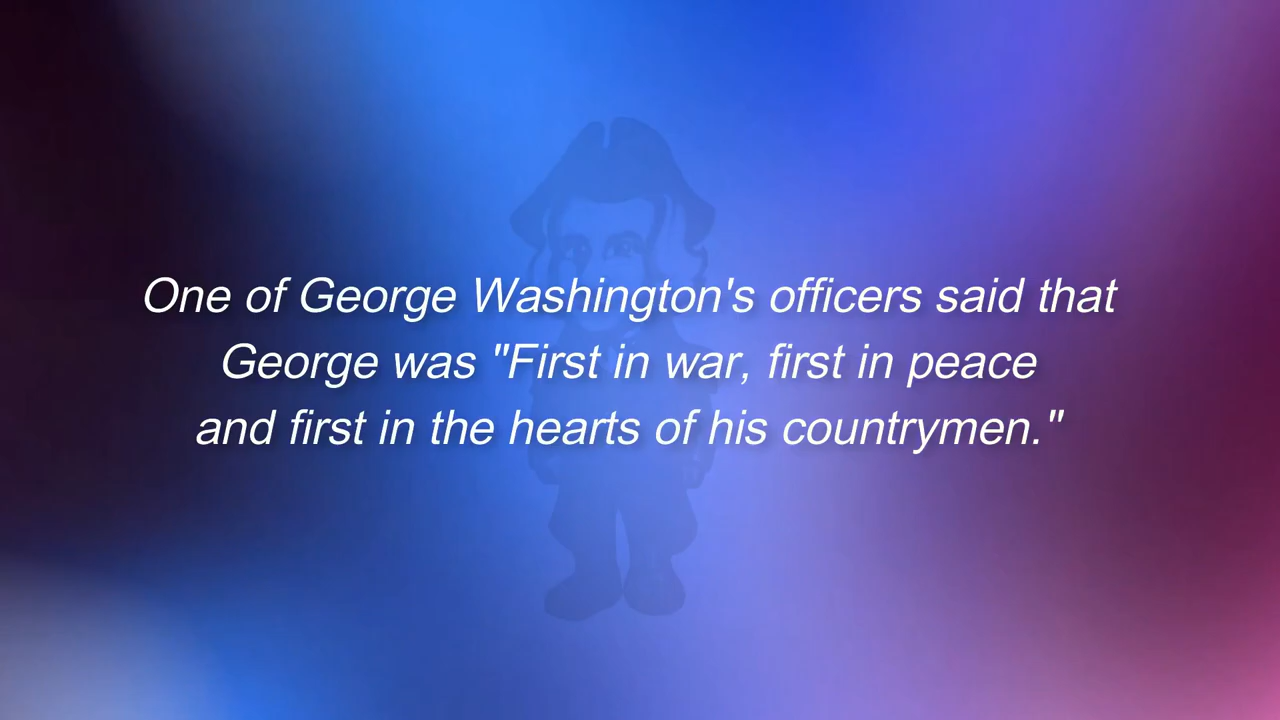 One of George Washington's officers said that
George was "First in war, first in peace
and first in the hearts of his countrymen."